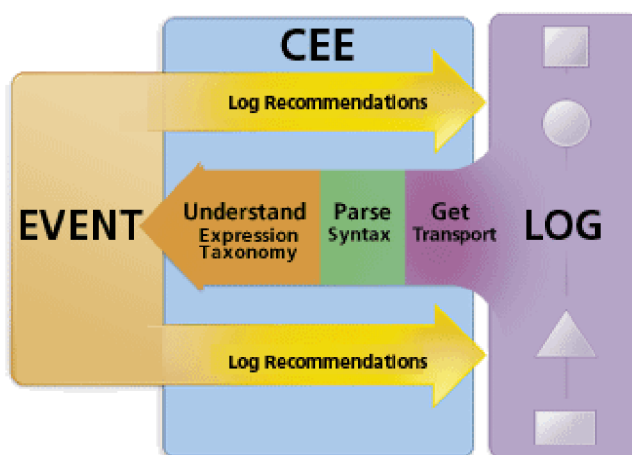 CEE
Log Recommendations
EVENT
Understand
Expression
Taxonomy
Parse
Syntax
Get
Transport
LOG
Log Recommendations